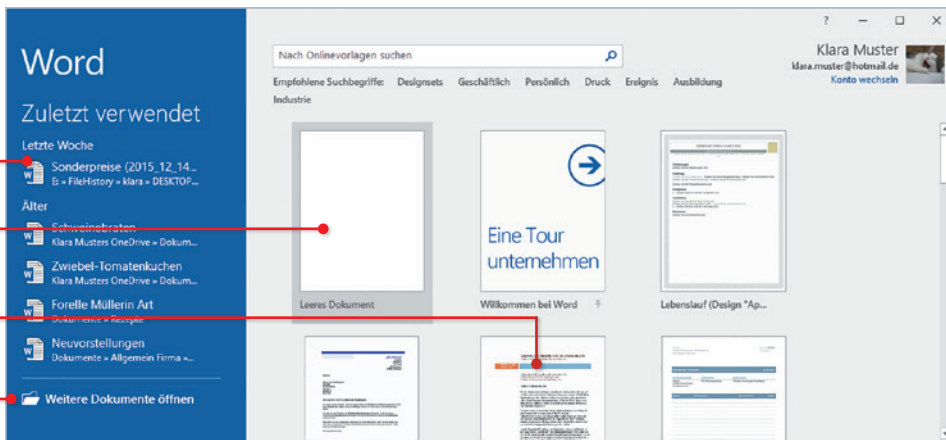 Word
Zuletzt verwendet
Letzte Woche
Sonderpreise (2015_12_14...
E: » FileHistory » klara » DESKTOP...
Älter
Schweinebraten
Klara Musters OneDrive » Dokum...
Zwiebel-Tomatenkuchen
Klara Musters OneDrive » Dokum...
Forelle Müllerin Art
Dokumente » Rezepte
Neuvorstellungen
Dokumente » Allgemein Firma »...
Weitere Dokumente öffnen
?
Klara Muster
klara.muster@hotmail.de
Konto wechseln
Nach Onlinevorlagen suchen
Empfohlene Suchbegriffe: Designsets Geschäftlich Persönlich Druck Ereignis Ausbildung
Industrie
Eine Tour
unternehmen
Leeres Dokument
Willkommen bei Word
Lebenslauf (Design "Ap...